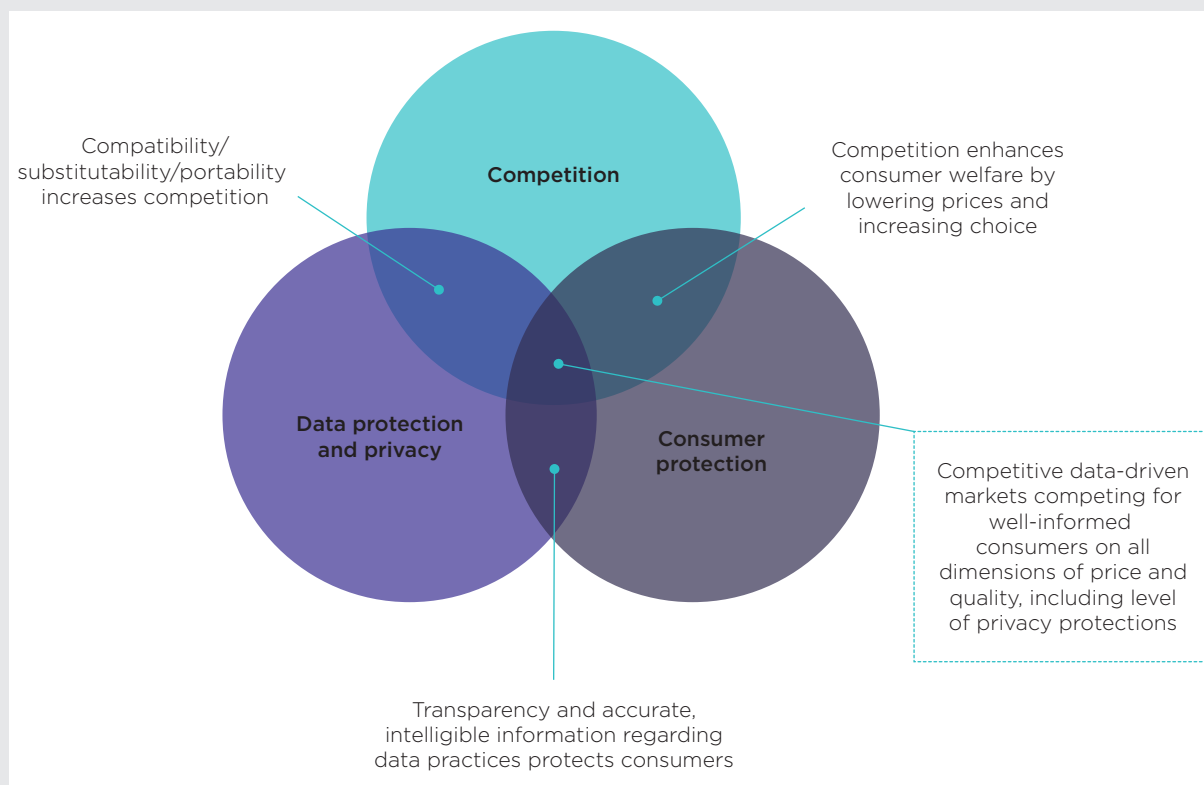 Compatibility/
substitutability/portability
increases competition
Competition
Competition enhances
consumer welfare by
lowering prices and
increasing choice
Data protection
and privacy
Consumer
protection
Competitive data-driven
markets competing for
well-informed
consumers on all
dimensions of price and
quality, including level
of privacy protections
Transparency and accurate,
intelligible information regarding
data practices protects consumers